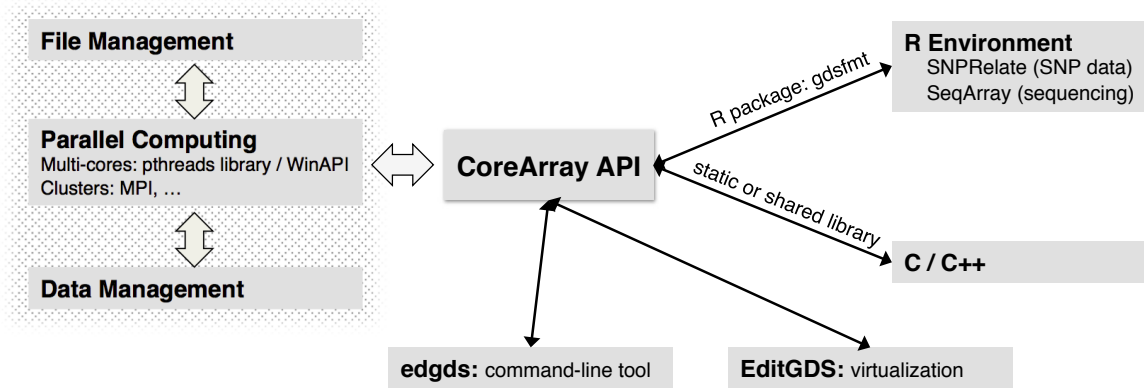 File Management
Parallel Computing
Multi-cores: pthreads library / WinAPI
Clusters: MPI, …
Data Management
CoreArray API
R package: gdsfmt
static or shared library
R Environment
SNPRelate (SNP data)
SeqArray (sequencing)
C / C++
edgds: command-line tool
EditGDS: virtualization